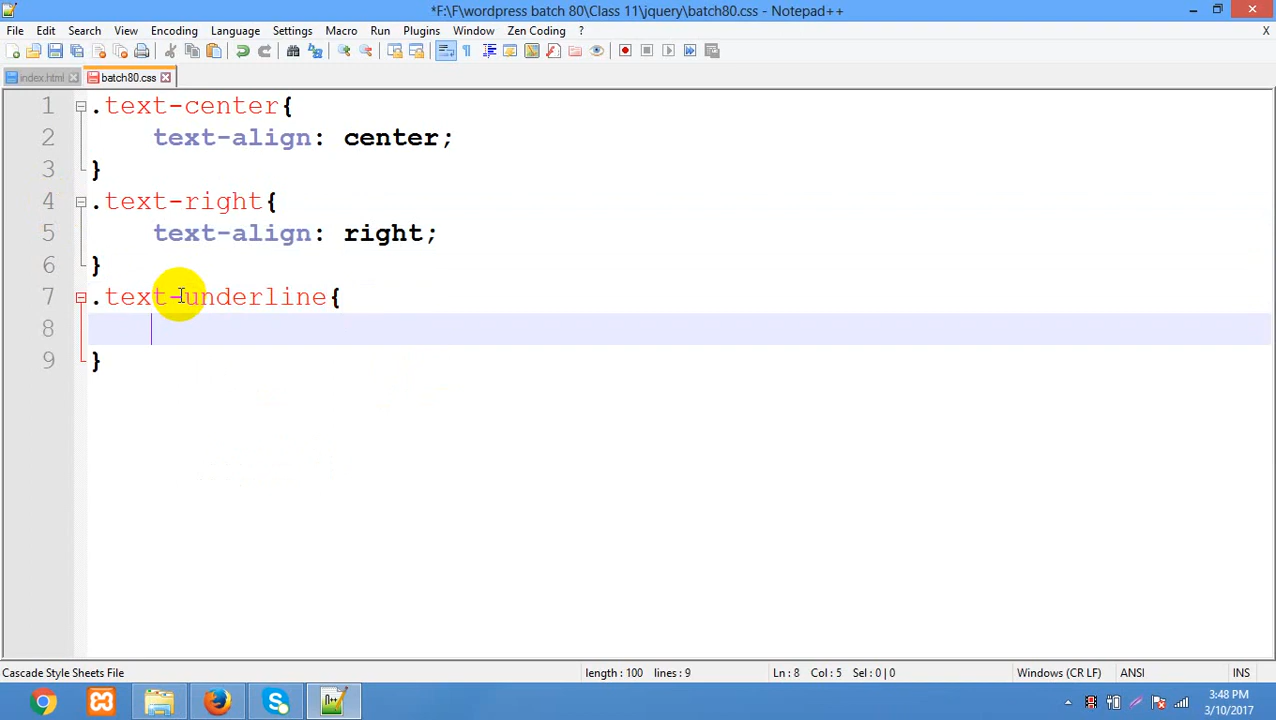 *F:\F\wordpress batch 80\Class 11\jquery\batch80.css - Notepad++
File Edit Search View Encoding Language Settings Macro Run Plugins Window Zen Coding ? X
index.html batch80.css
1 .text-center{
2 text-align: center;
3 }
4 .text-right{
5 text-align: right;
6 }
7 .text-underline{
8
9 }
Cascade Style Sheets File length : 100 lines : 9 Ln : 8 Col : 5 Sel : 0 | 0 Windows (CR LF) ANSI INS
3:48 PM
3/10/2017